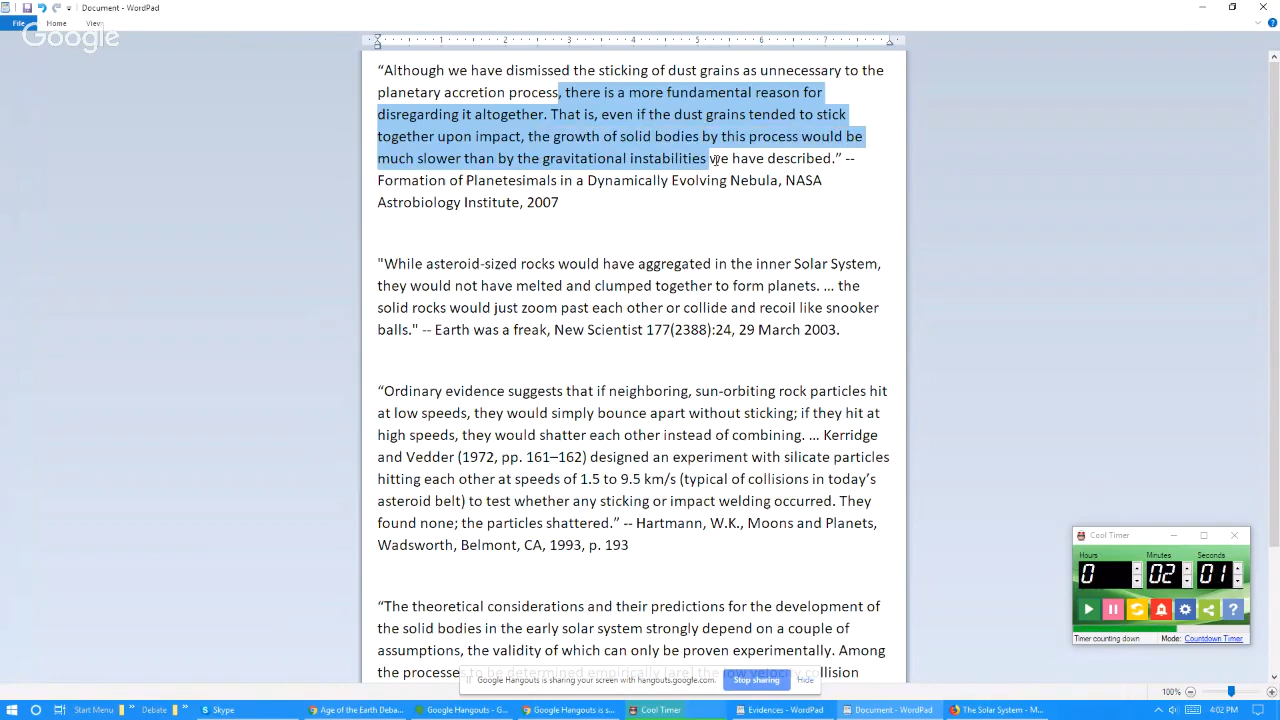 Document - WordPad
File
Home
View
Google
1
2
3
4
5
6
7
“Although we have dismissed the sticking of dust grains as unnecessary to the
planetary accretion process, there is a more fundamental reason for
disregarding it altogether. That is, even if the dust grains tended to stick
together upon impact, the growth of solid bodies by this process would be
much slower than by the gravitational instabilities we have described.” --
Formation of Planetesimals in a Dynamically Evolving Nebula, NASA
Astrobiology Institute, 2007
"While asteroid-sized rocks would have aggregated in the inner Solar System,
they would not have melted and clumped together to form planets. ... the
solid rocks would just zoom past each other or collide and recoil like snooker
balls." -- Earth was a freak, New Scientist 177(2388):24, 29 March 2003.
“Ordinary evidence suggests that if neighboring, sun-orbiting rock particles hit
at low speeds, they would simply bounce apart without sticking; if they hit at
high speeds, they would shatter each other instead of combining. ... Kerridge
and Vedder (1972, pp. 161–162) designed an experiment with silicate particles
hitting each other at speeds of 1.5 to 9.5 km/s (typical of collisions in today’s
asteroid belt) to test whether any sticking or impact welding occurred. They
found none; the particles shattered.” -- Hartmann, W.K., Moons and Planets,
Wadsworth, Belmont, CA, 1993, p. 193
“The theoretical considerations and their predictions for the development of
the solid bodies in the early solar system strongly depend on a couple of
assumptions, the validity of which can only be proven experimentally. Among
the processes to be determined empirically [are] the low velocity collision
Cool Timer
Hours
Minutes
Seconds
0
02
01
Timer counting down
Mode: Countdown Timer
Google Hangouts is sharing your screen with hangouts.google.com.
Stop sharing
Hide
100%
Start Menu
»
Debate
»
Skype
Age of the Earth Deba...
Google Hangouts - G...
Google Hangouts is s...
Cool Timer
Evidences - WordPad
Document - WordPad
The Solar System - M...
4:02 PM